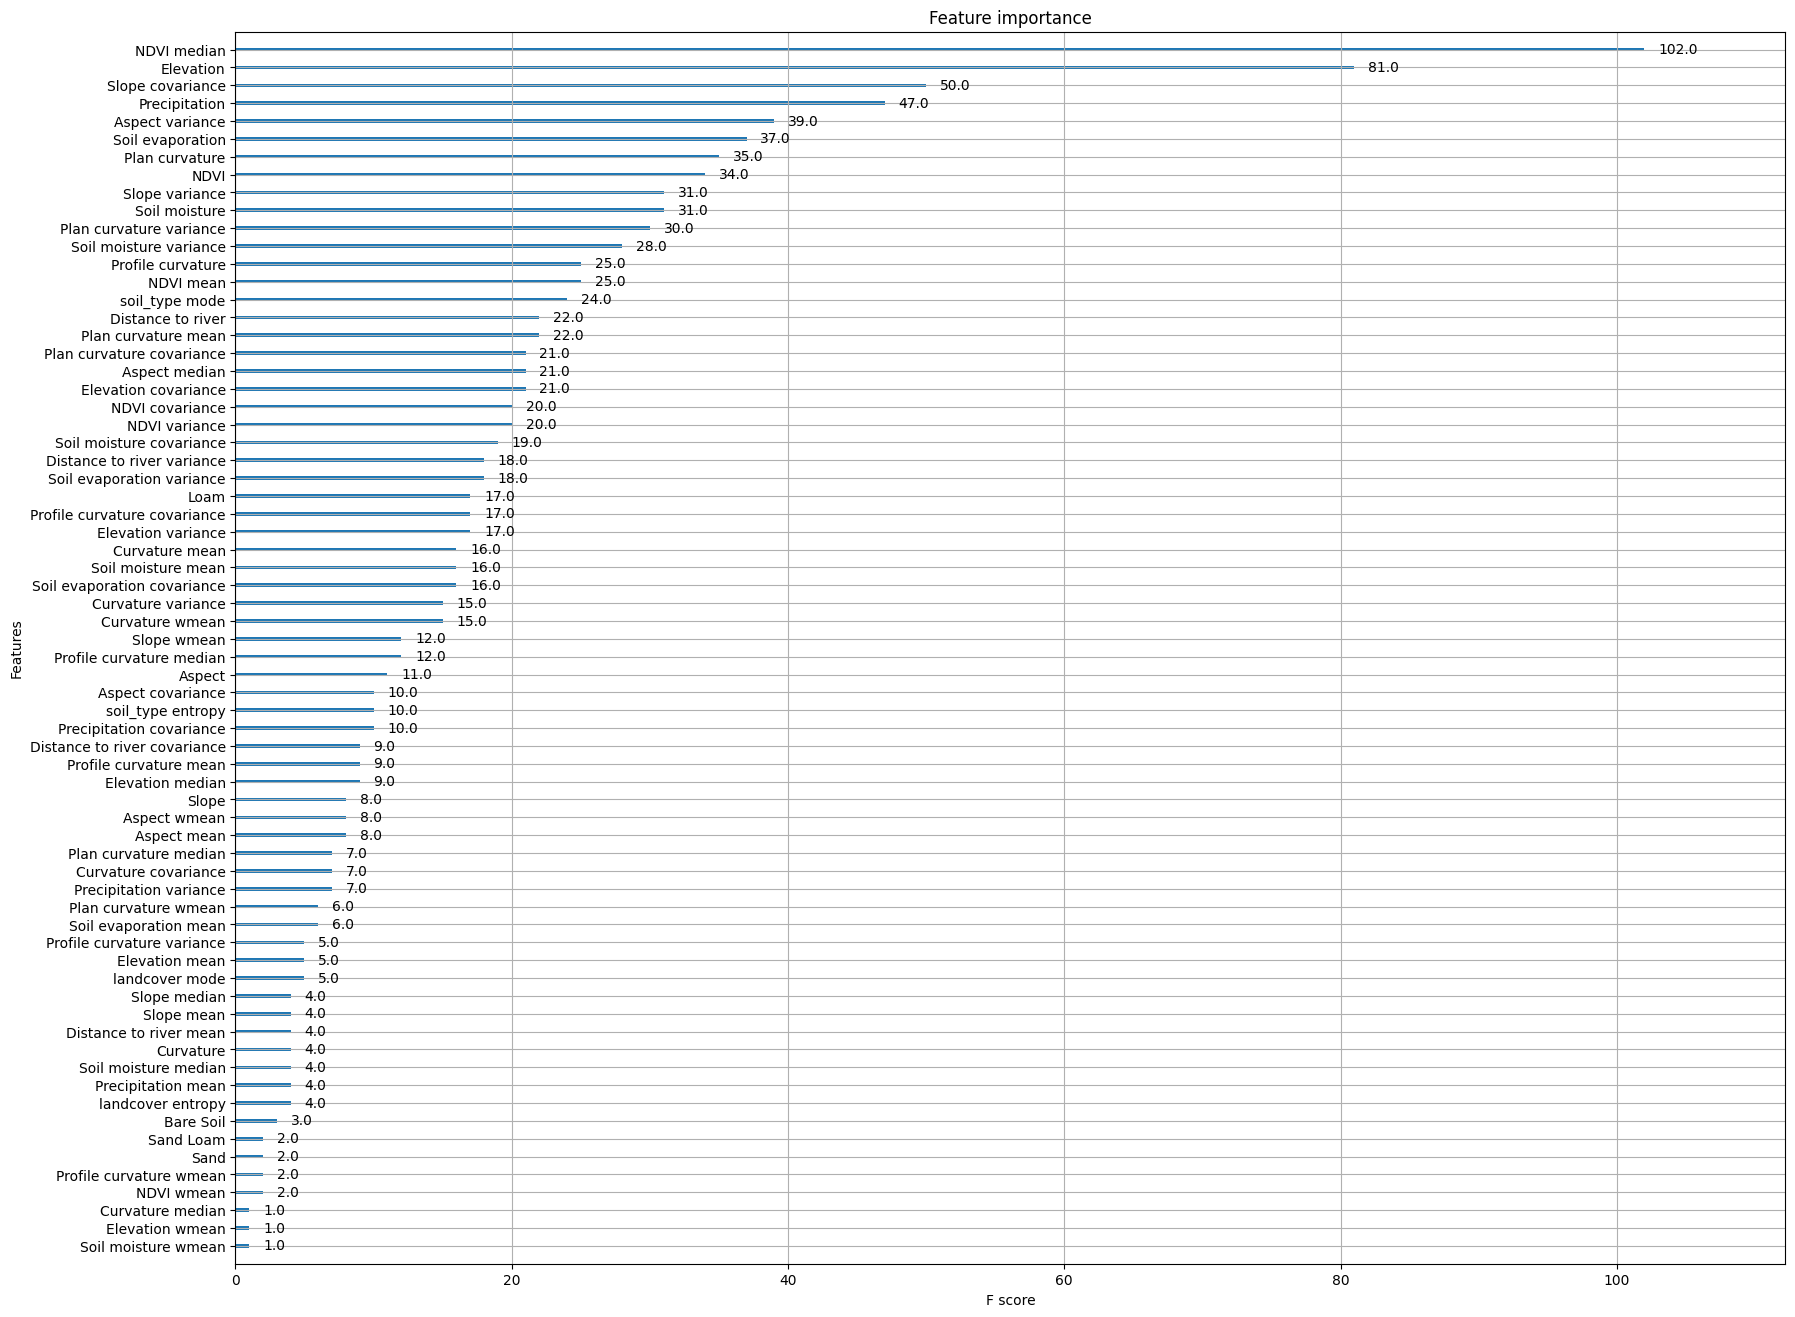 Feature importance
NDVI median 102.0
Elevation 81.0
Slope covariance 50.0
Precipitation 47.0
Aspect variance 39.0
Soil evaporation 37.0
Plan curvature 35.0
NDVI 34.0
Slope variance 31.0
Soil moisture 31.0
Plan curvature variance 30.0
Soil moisture variance 28.0
Profile curvature 25.0
NDVI mean 25.0
soil_type mode 24.0
Distance to river 22.0
Plan curvature mean 22.0
Plan curvature covariance 21.0
Aspect median 21.0
Elevation covariance 21.0
NDVI covariance 20.0
NDVI variance 20.0
Soil moisture covariance 19.0
Distance to river variance 18.0
Soil evaporation variance 18.0
Loam 17.0
Profile curvature covariance 17.0
Elevation variance 17.0
Curvature mean 16.0
Soil moisture mean 16.0
Soil evaporation covariance 16.0
Curvature variance 15.0
Curvature wmean 15.0
Slope wmean 12.0
Profile curvature median 12.0
Aspect 11.0
Aspect covariance 10.0
soil_type entropy 10.0
Precipitation covariance 10.0
Distance to river covariance 9.0
Profile curvature mean 9.0
Elevation median 9.0
Slope 8.0
Aspect wmean 8.0
Aspect mean 8.0
Plan curvature median 7.0
Curvature covariance 7.0
Precipitation variance 7.0
Plan curvature wmean 6.0
Soil evaporation mean 6.0
Profile curvature variance 5.0
Elevation mean 5.0
landcover mode 5.0
Slope median 4.0
Slope mean 4.0
Distance to river mean 4.0
Curvature 4.0
Soil moisture median 4.0
Precipitation mean 4.0
landcover entropy 4.0
Bare Soil 3.0
Sand Loam 2.0
Sand 2.0
Profile curvature wmean 2.0
NDVI wmean 2.0
Curvature median 1.0
Elevation wmean 1.0
Soil moisture wmean 1.0
Features
0 20 40 60 80 100
F score